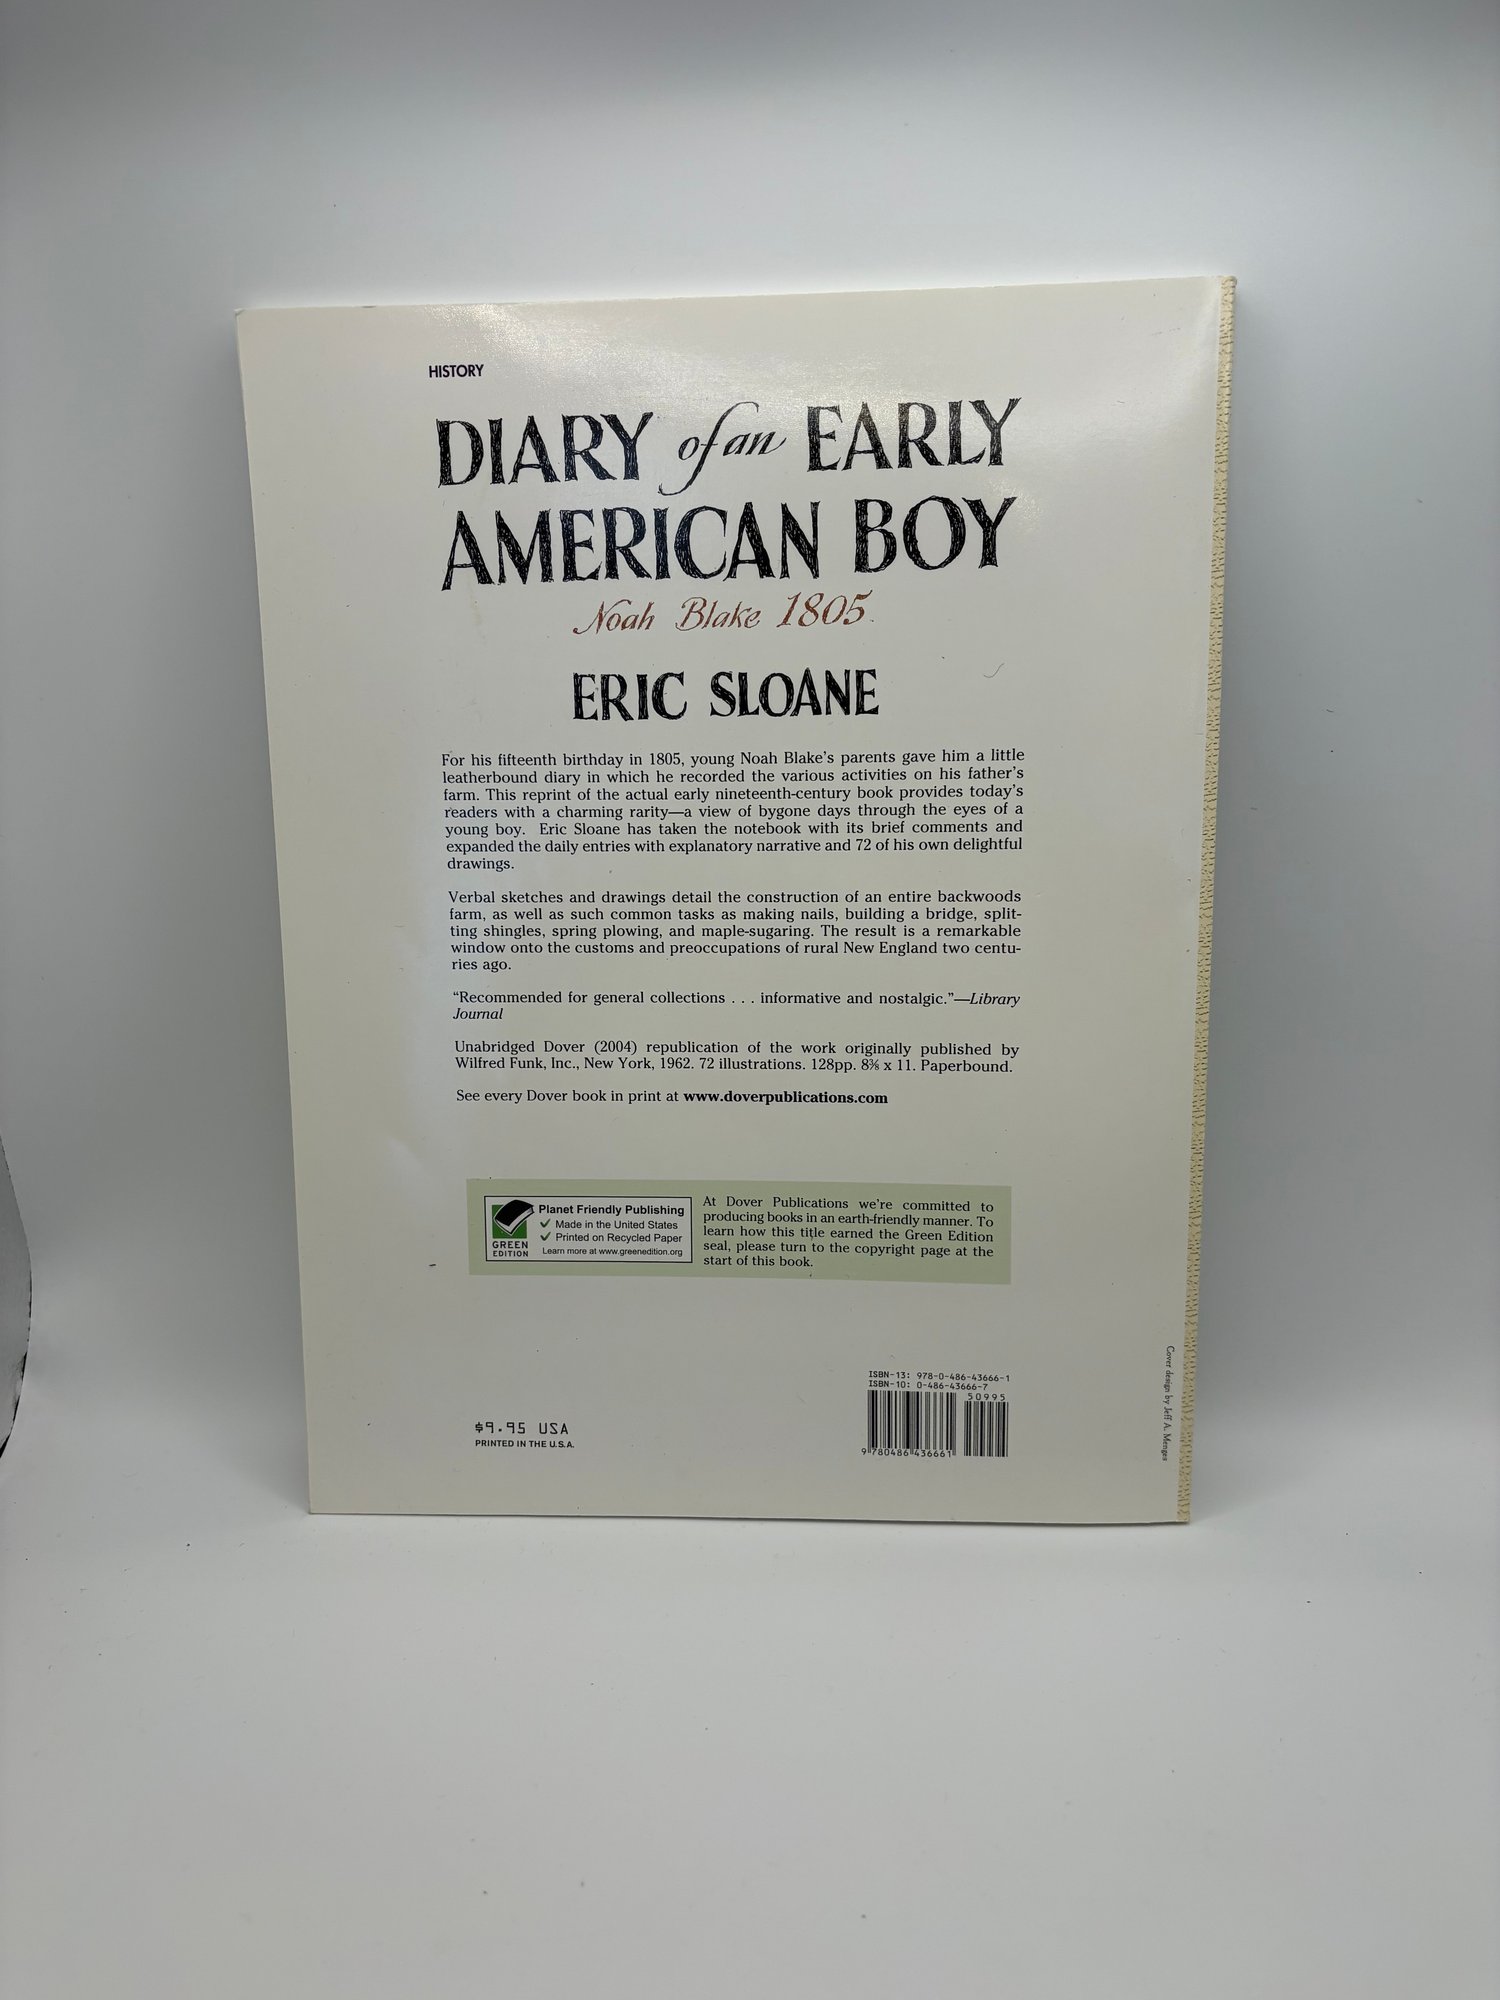 HISTORY
DIARY of an EARLY
AMERICAN BOY
Noah Blake 1805
ERIC SLOANE
For his fifteenth birthday in 1805, young Noah Blake's parents gave him a little
leatherbound diary in which he recorded the various activities on his father's
farm. This reprint of the actual early nineteenth-century book provides today's
readers with a charming rarity—a view of bygone days through the eyes of a
young boy. Eric Sloane has taken the notebook with its brief comments and
expanded the daily entries with explanatory narrative and 72 of his own delightful
drawings.
Verbal sketches and drawings detail the construction of an entire backwoods
farm, as well as such common tasks as making nails, building a bridge, split-
ting shingles, spring plowing, and maple-sugaring. The result is a remarkable
window onto the customs and preoccupations of rural New England two centu-
ries ago.
“Recommended for general collections . . . informative and nostalgic.”—Library
Journal
Unabridged Dover (2004) republication of the work originally published by
Wilfred Funk, Inc., New York, 1962. 72 illustrations. 128pp. 8⅜ x 11. Paperbound.
See every Dover book in print at www.doverpublications.com
Planet Friendly Publishing
✓ Made in the United States
✓ Printed on Recycled Paper
Learn more at www.greenedition.org
GREEN
EDITION
At Dover Publications we're committed to
producing books in an earth-friendly manner. To
learn how this title earned the Green Edition
seal, please turn to the copyright page at the
start of this book.
$9.95 USA
PRINTED IN THE U.S.A.
ISBN-13: 978-0-486-43666-1
ISBN-10: 0-486-43666-7
50995
9 780486 436661
Cover design by Jeff A. Menges